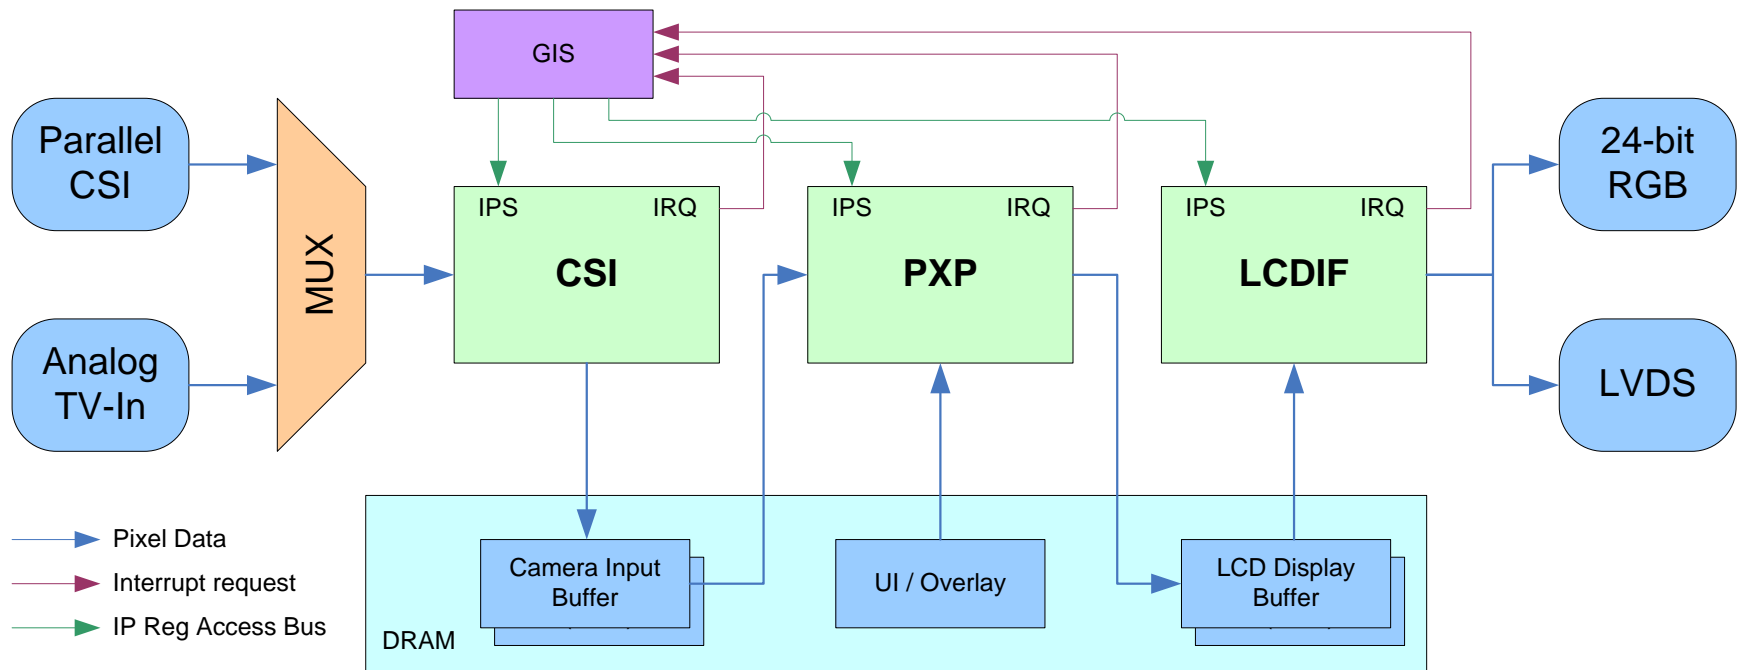 GIS
Parallel
CSI
Analog
TV-In
MUX
IPS
IRQ
CSI
IPS
IRQ
PXP
IPS
IRQ
LCDIF
24-bit
RGB
LVDS
Pixel Data
Interrupt request
IP Reg Access Bus
DRAM
Camera Input
Buffer
UI / Overlay
LCD Display
Buffer